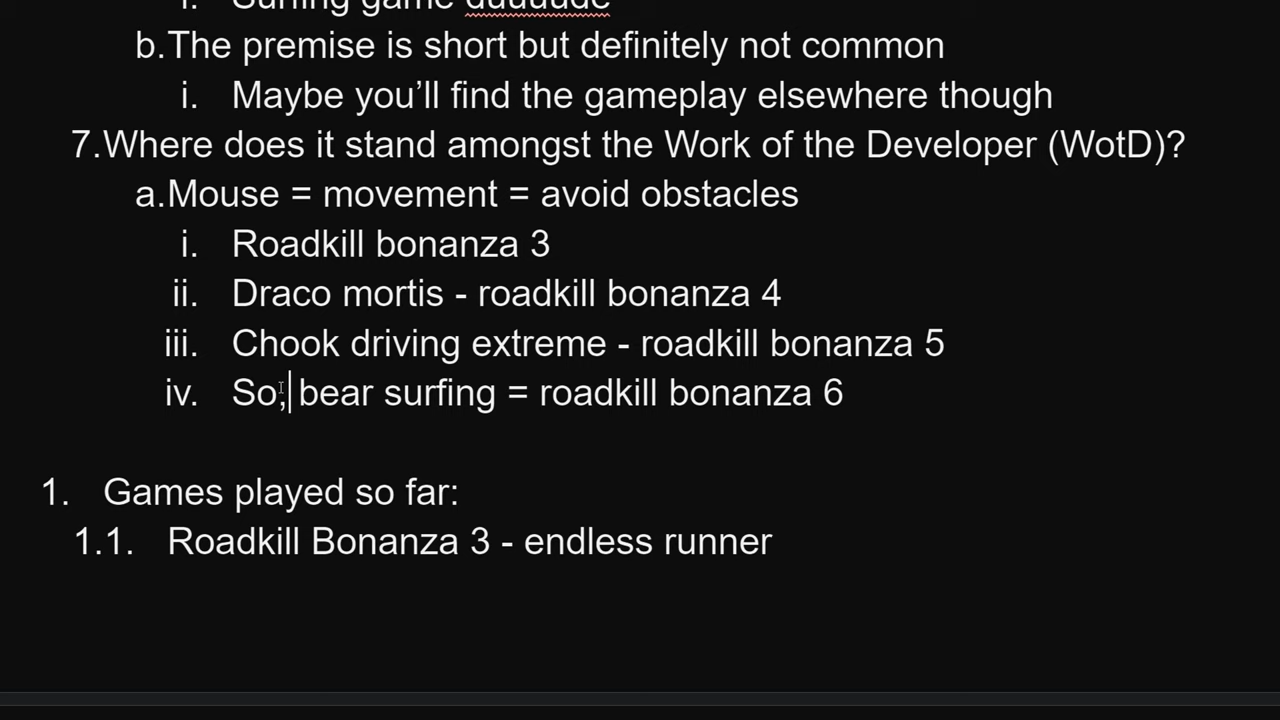 i. Surfing game duuuude
b.The premise is short but definitely not common
i. Maybe you’ll find the gameplay elsewhere though
7.Where does it stand amongst the Work of the Developer (WotD)?
a.Mouse = movement = avoid obstacles
i. Roadkill bonanza 3
ii. Draco mortis - roadkill bonanza 4
iii. Chook driving extreme - roadkill bonanza 5
iv. So, bear surfing = roadkill bonanza 6
1. Games played so far:
1.1. Roadkill Bonanza 3 - endless runner